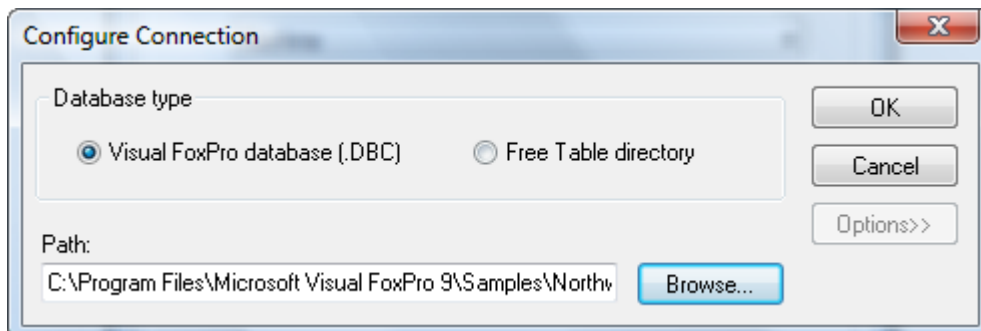 Configure Connection
Database type
Visual FoxPro database (.DBC)
Free Table directory
OK
Cancel
Options>>
Path:
C:\Program Files\Microsoft Visual FoxPro 9\Samples\Northw
Browse...